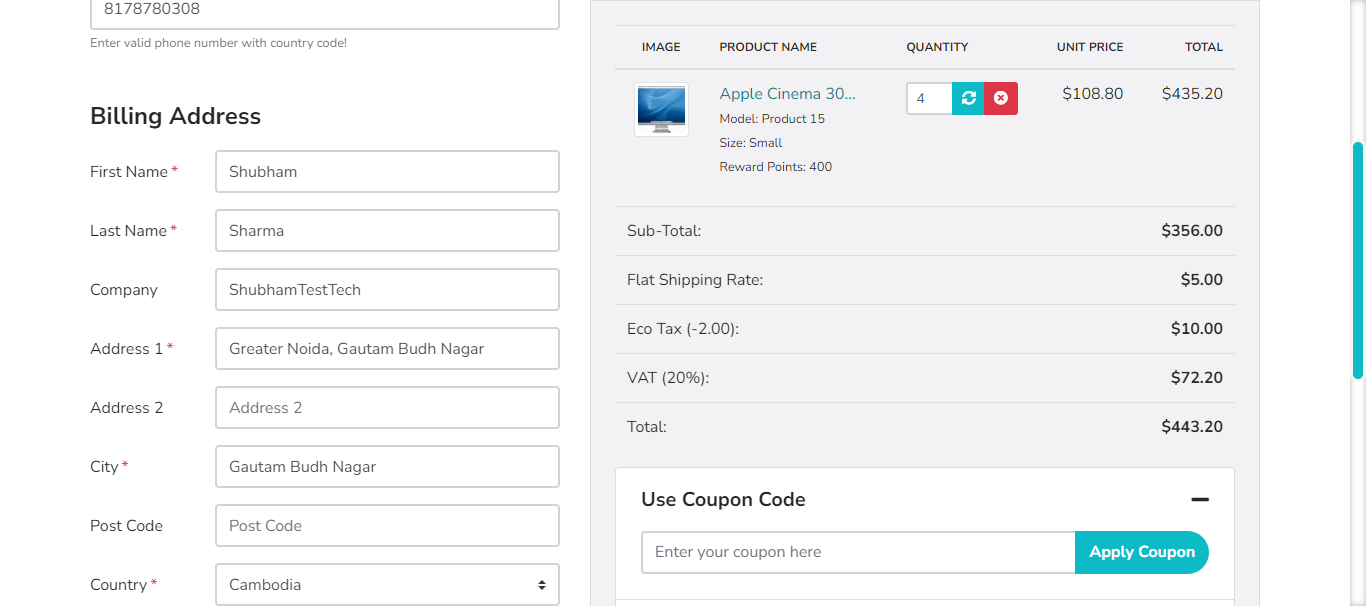 8178780308
Enter valid phone number with country code!
Billing Address
First Name *
Shubham
Last Name *
Sharma
Company
ShubhamTestTech
Address 1 *
Greater Noida, Gautam Budh Nagar
Address 2
Address 2
City *
Gautam Budh Nagar
Post Code
Post Code
Country *
Cambodia
IMAGE PRODUCT NAME QUANTITY UNIT PRICE TOTAL
Apple Cinema 30... 4 $108.80 $435.20
Model: Product 15
Size: Small
Reward Points: 400
Sub-Total: $356.00
Flat Shipping Rate: $5.00
Eco Tax (-2.00): $10.00
VAT (20%): $72.20
Total: $443.20
Use Coupon Code
Enter your coupon here
Apply Coupon